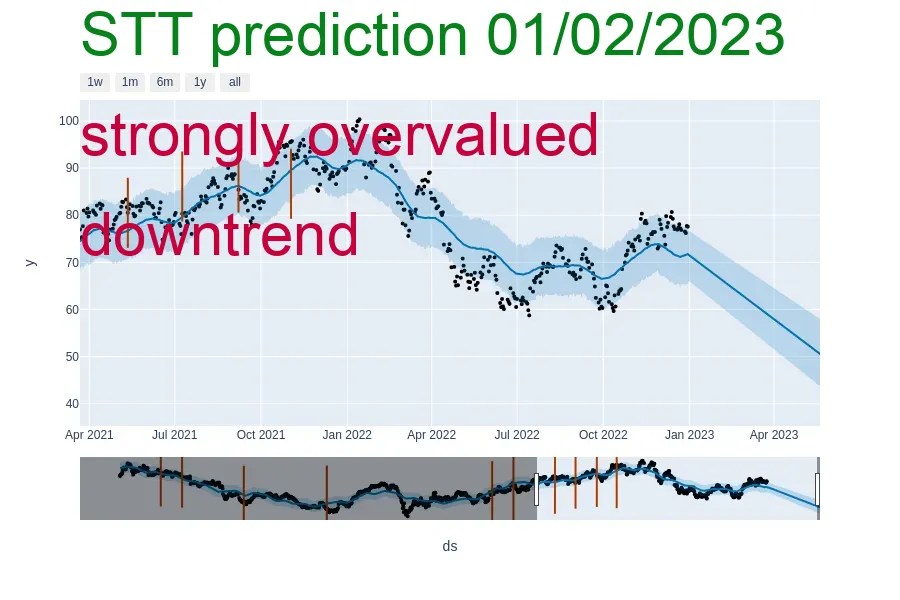 STT prediction 01/02/2023
1w 1m 6m 1y all
strongly overvalued
downtrend
100
90
80
70
60
50
40
y
Apr 2021 Jul 2021 Oct 2021 Jan 2022 Apr 2022 Jul 2022 Oct 2022 Jan 2023 Apr 2023
ds